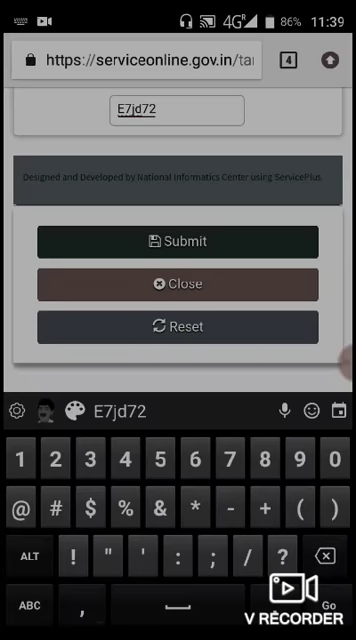 4G R 86% 11:39
https://serviceonline.gov.in/tar 4
E7jd72
Designed and Developed by National Informatics Center using ServicePlus
Submit
Close
Reset
E7jd72
1 2 3 4 5 6 7 8 9 0
@ # $ % & * - + ( )
ALT ! " ' : ; / ?
ABC , Go
V RECORDER